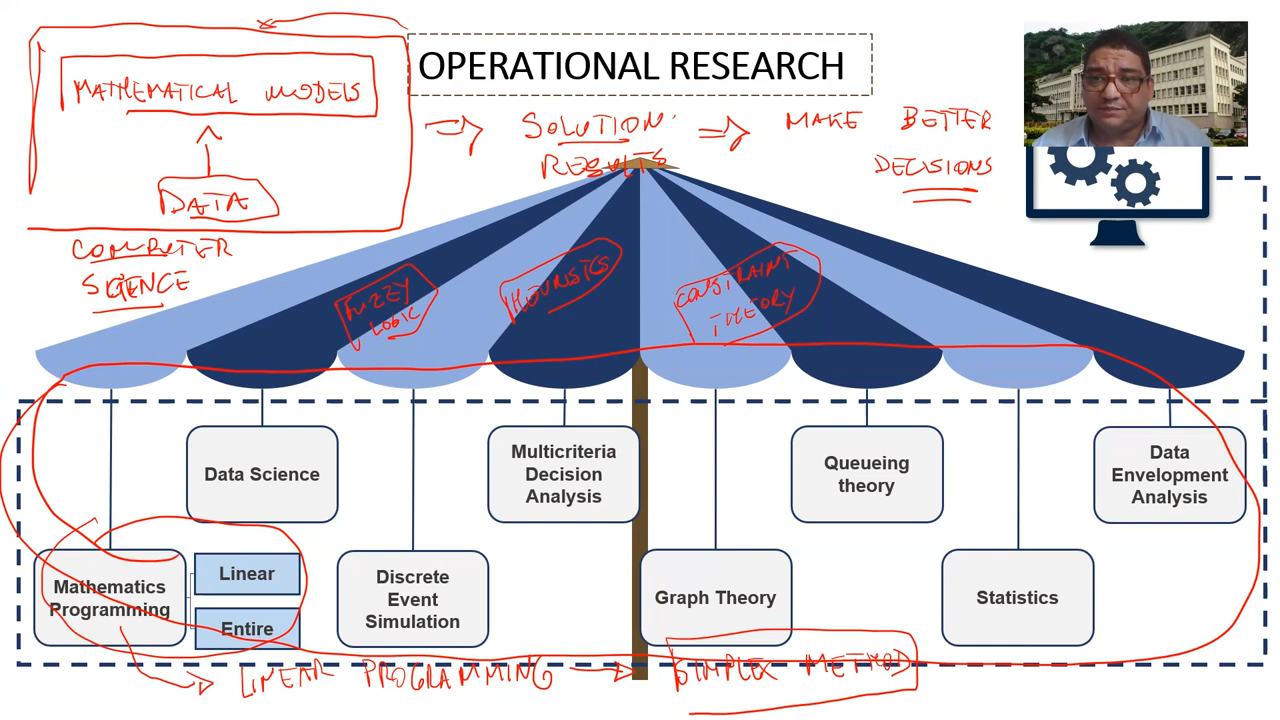 OPERATIONAL RESEARCH
MATHEMATICAL MODELS
DATA
COMPUTER
SCIENCE
SOLUTION
RESULTS
MAKE BETTER
DECISIONS
FUZZY
LOGIC
HEURISTICS
CONSTRAINS
THEORY
Data Science
Multicriteria
Decision
Analysis
Queueing
theory
Data
Envelopment
Analysis
Mathematics
Programming
Linear
Entire
Discrete
Event
Simulation
Graph Theory
Statistics
LINEAR PROGRAMMING
SIMPLEX METHOD